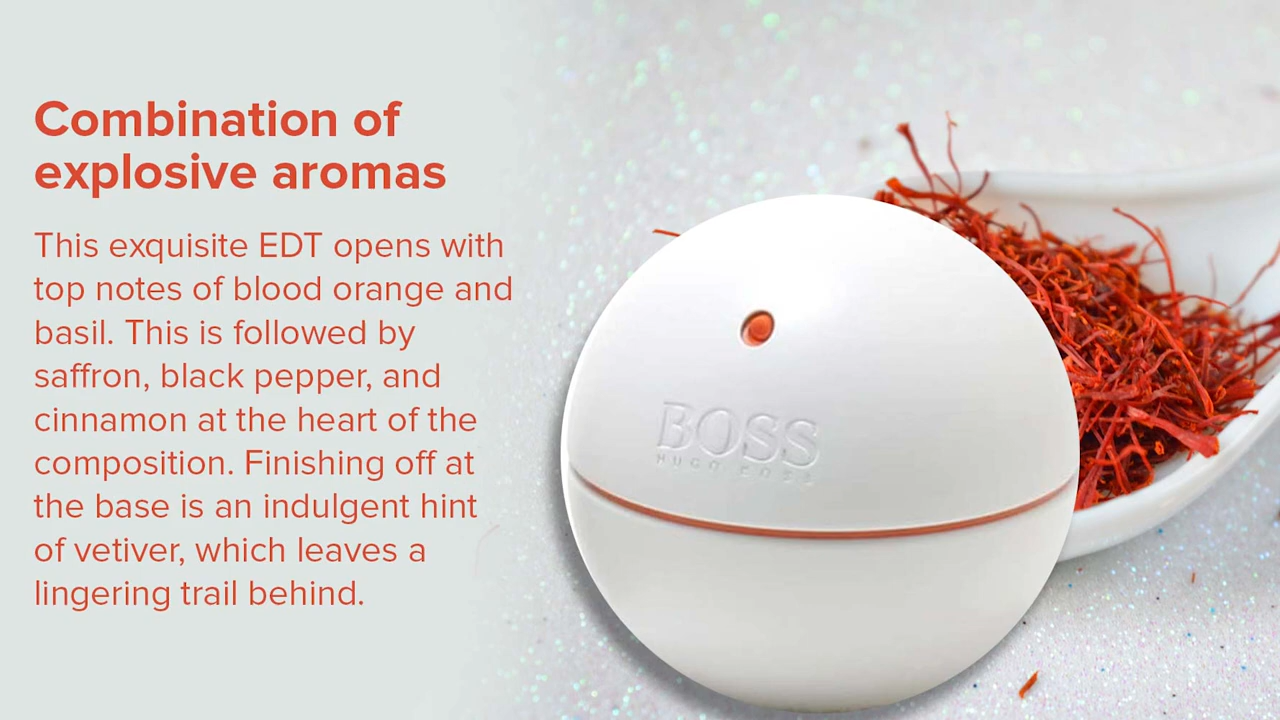 Combination of
explosive aromas
This exquisite EDT opens with
top notes of blood orange and
basil. This is followed by
saffron, black pepper, and
cinnamon at the heart of the
composition. Finishing off at
the base is an indulgent hint
of vetiver, which leaves a
lingering trail behind.
BOSS
HUGO BOSS